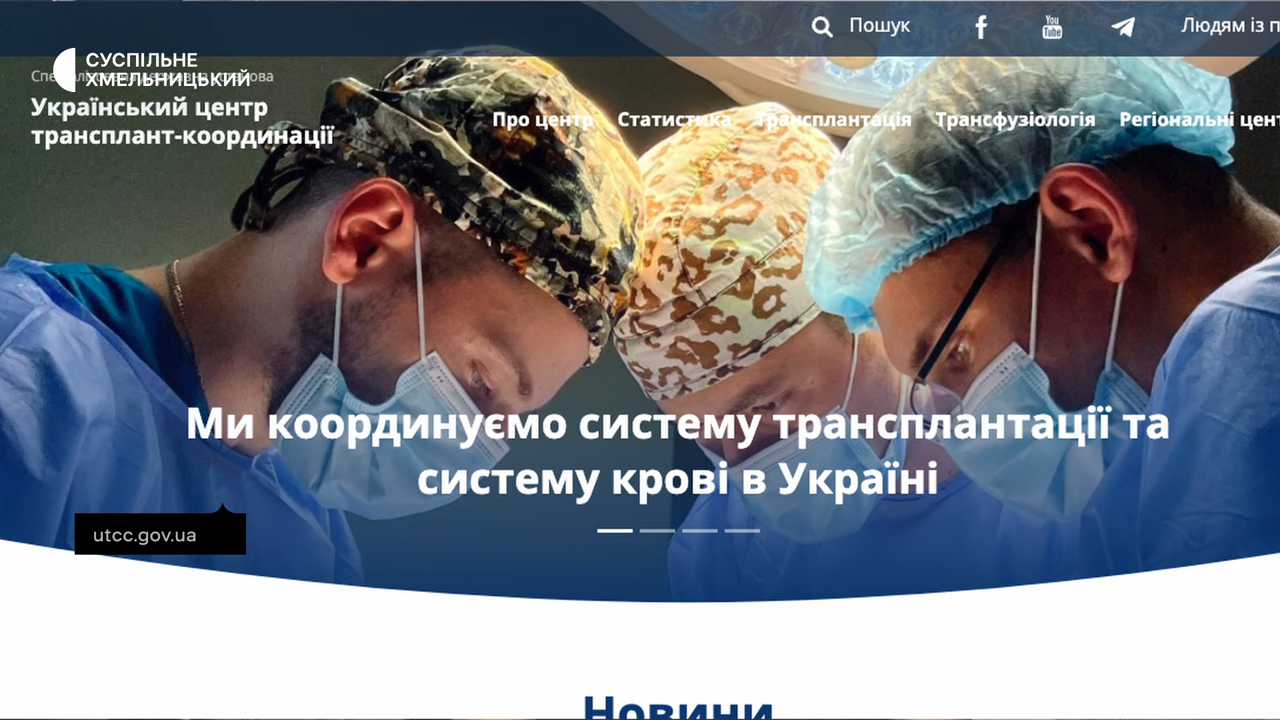 Пошук
Людям із п
СУСПІЛЬНЕ
ХМЕЛЬНИЦЬКИЙ
Український центр
трансплант-координації
Про центр Статистика Трансплантація Трансфузіологія Регіональні цент
Ми координуємо систему трансплантації та
систему крові в Україні
utcc.gov.ua
Новини